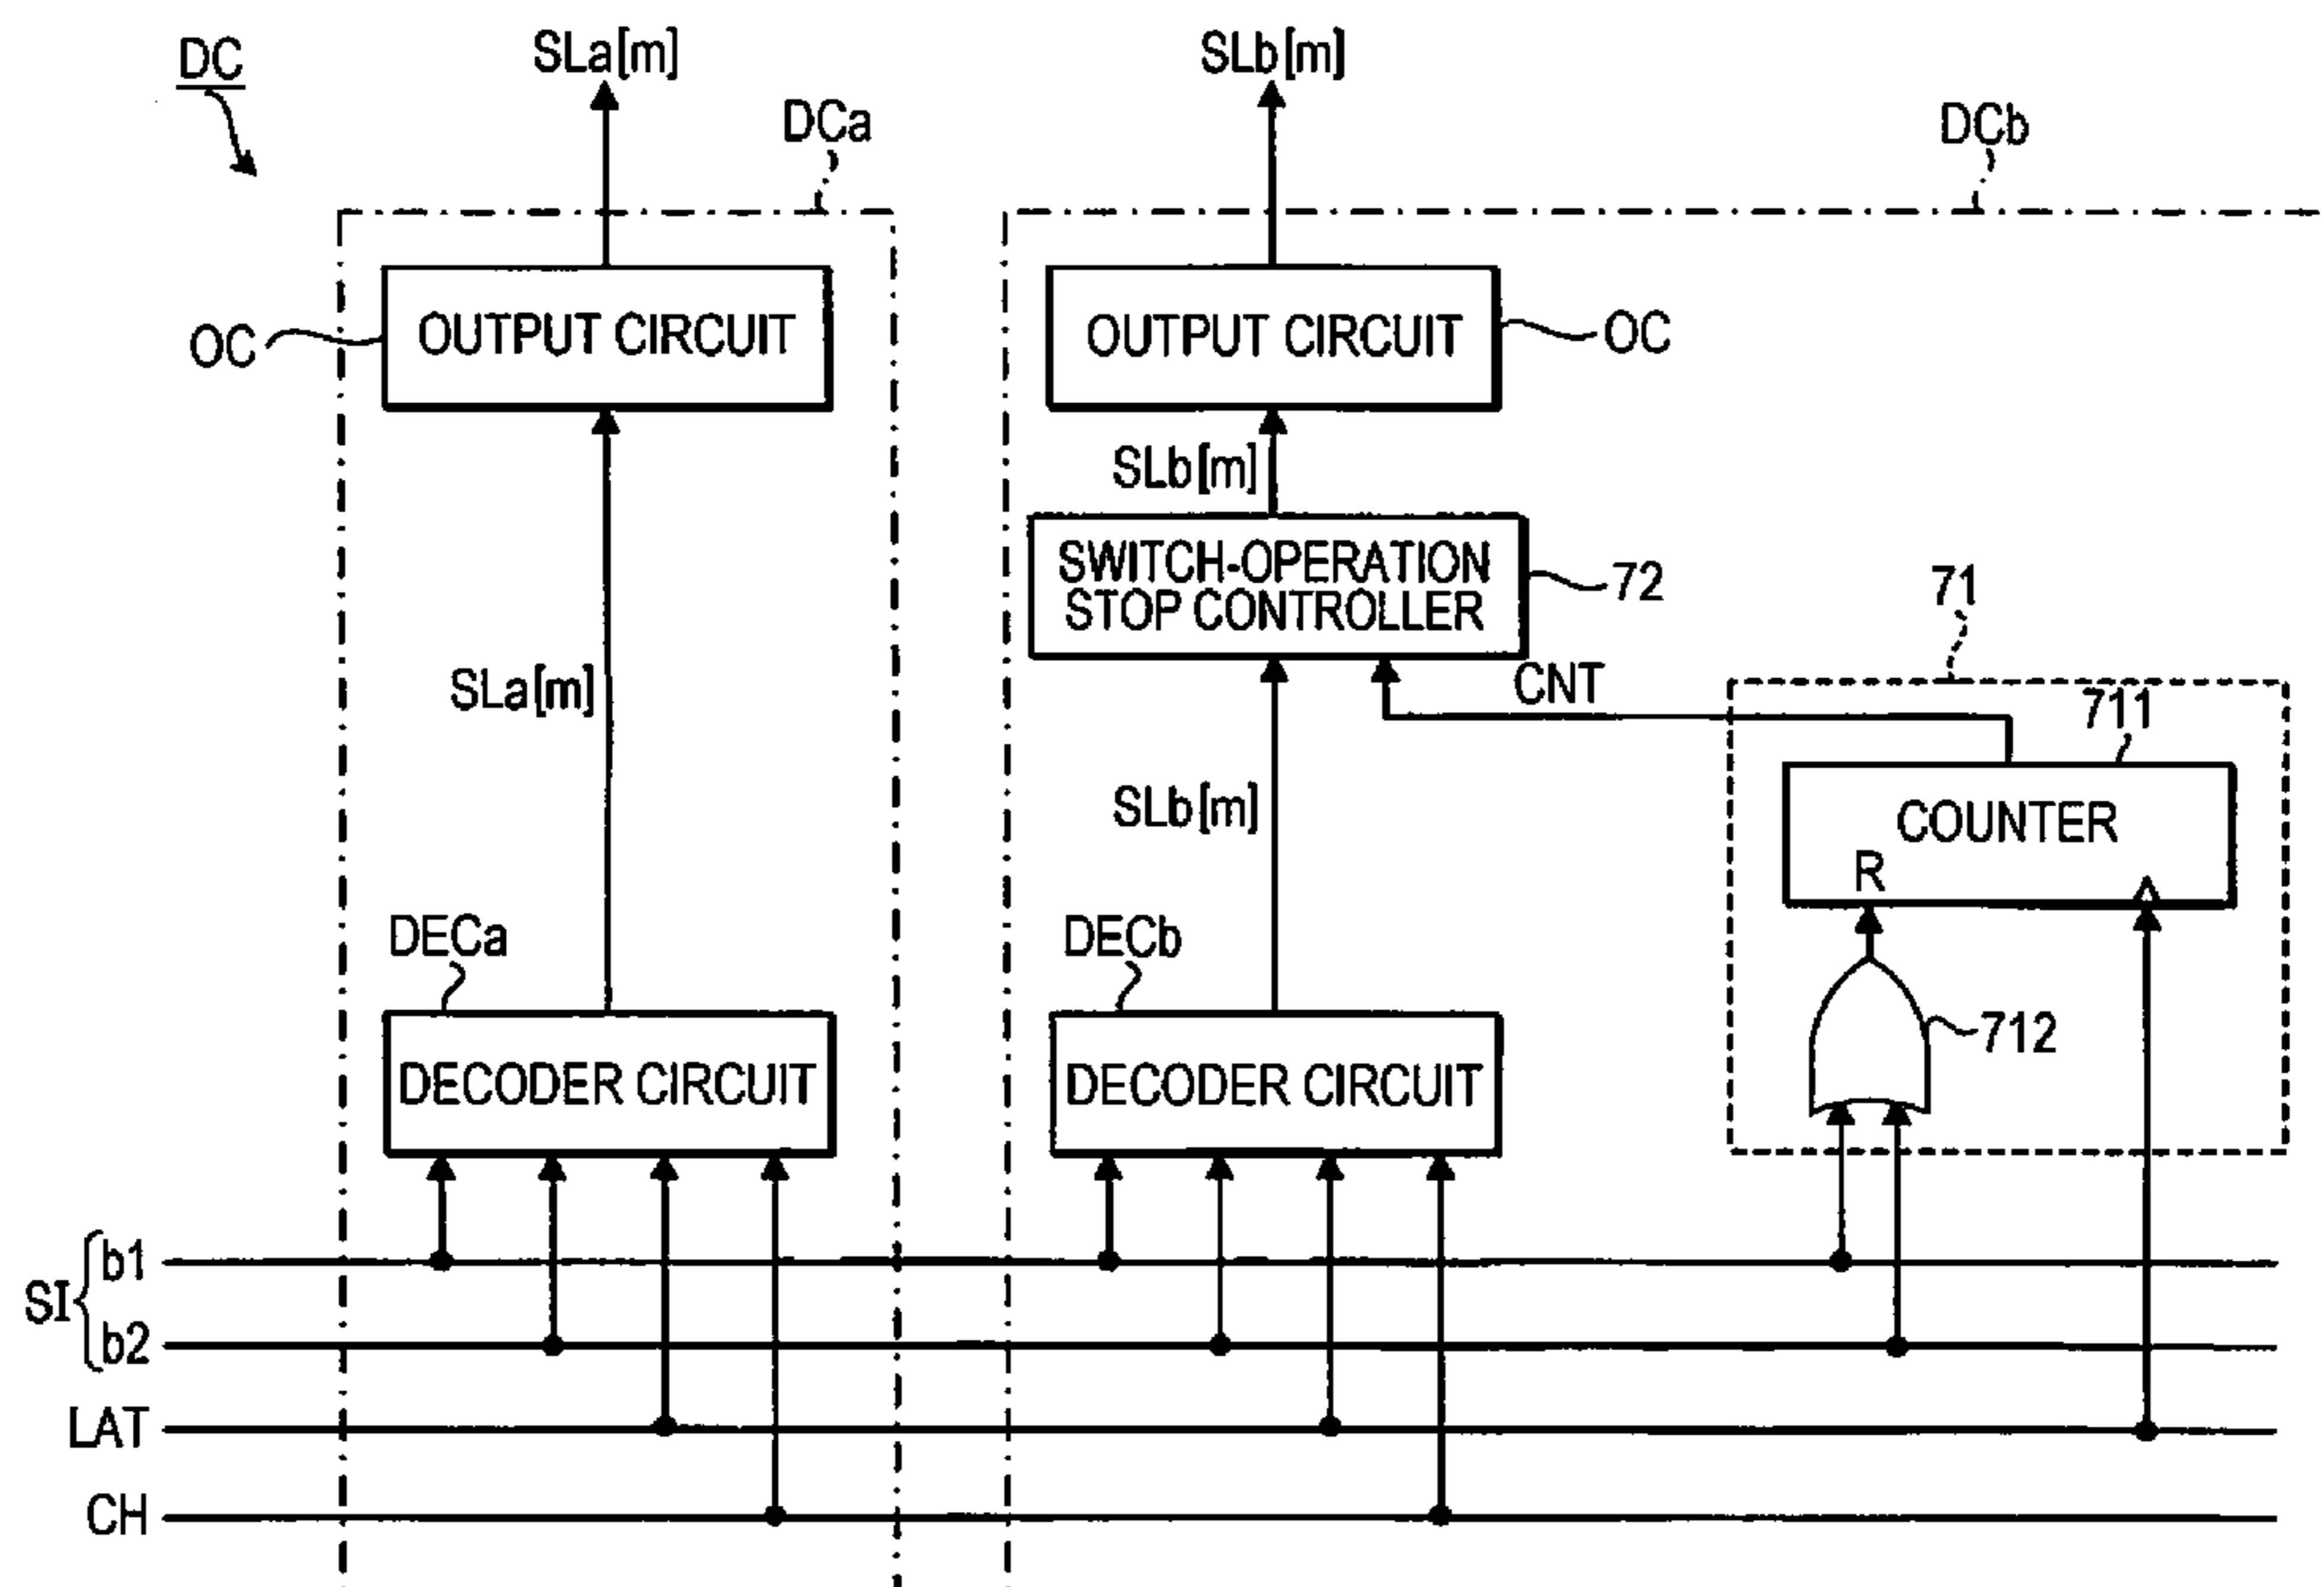 DC
SLa[m]
SLb[m]
DCa
DCb
OC
OUTPUT CIRCUIT
OUTPUT CIRCUIT
OC
SLb[m]
SWITCH-OPERATION
STOP CONTROLLER
72
71
SLa[m]
CNT
711
SLb[m]
COUNTER
R
DECa
DECb
712
DECODER CIRCUIT
DECODER CIRCUIT
SI
b1
b2
LAT
CH